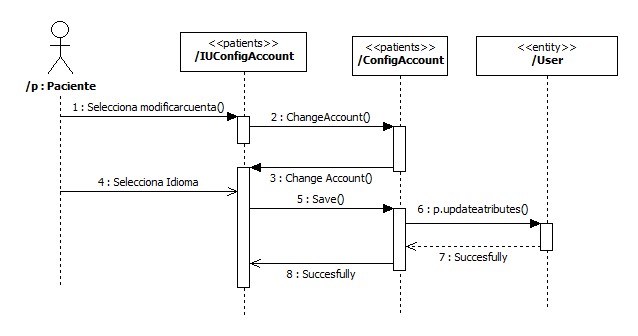 <<patients>>
/IUConfigAccount
<<patients>>
/ConfigAccount
<<entity>>
/User
/p : Paciente
1 : Selecciona modificarcuenta()
2 : ChangeAccount()
3 : Change Account()
4 : Selecciona Idioma
5 : Save()
6 : p.updateatributes()
7 : Succesfully
8 : Succesfully